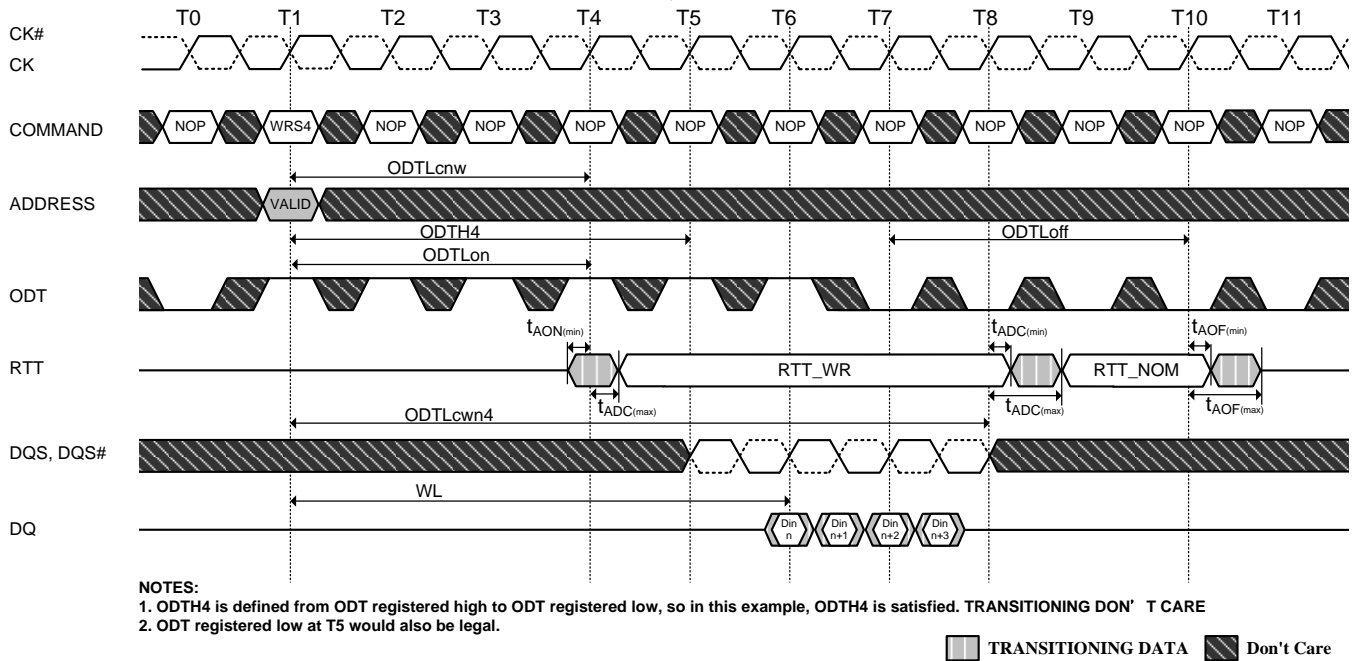 T0 T1 T2 T3 T4 T5 T6 T7 T8 T9 T10 T11
CK#
CK
COMMAND NOP WRS4 NOP NOP NOP NOP NOP NOP NOP NOP NOP NOP
ODTLcnw
ADDRESS VALID
ODTH4 ODTLoff
ODTLon
ODT
tAON(min) tADC(min) tAOF(min)
RTT RTT_WR RTT_NOM
tADC(max) tADC(max) tAOF(max)
ODTLcwn4
DQS, DQS#
WL
DQ Din n Din n+1 Din n+2 Din n+3
NOTES:
1. ODTH4 is defined from ODT registered high to ODT registered low, so in this example, ODTH4 is satisfied. TRANSITIONING DON' T CARE
2. ODT registered low at T5 would also be legal.
TRANSITIONING DATA Don't Care